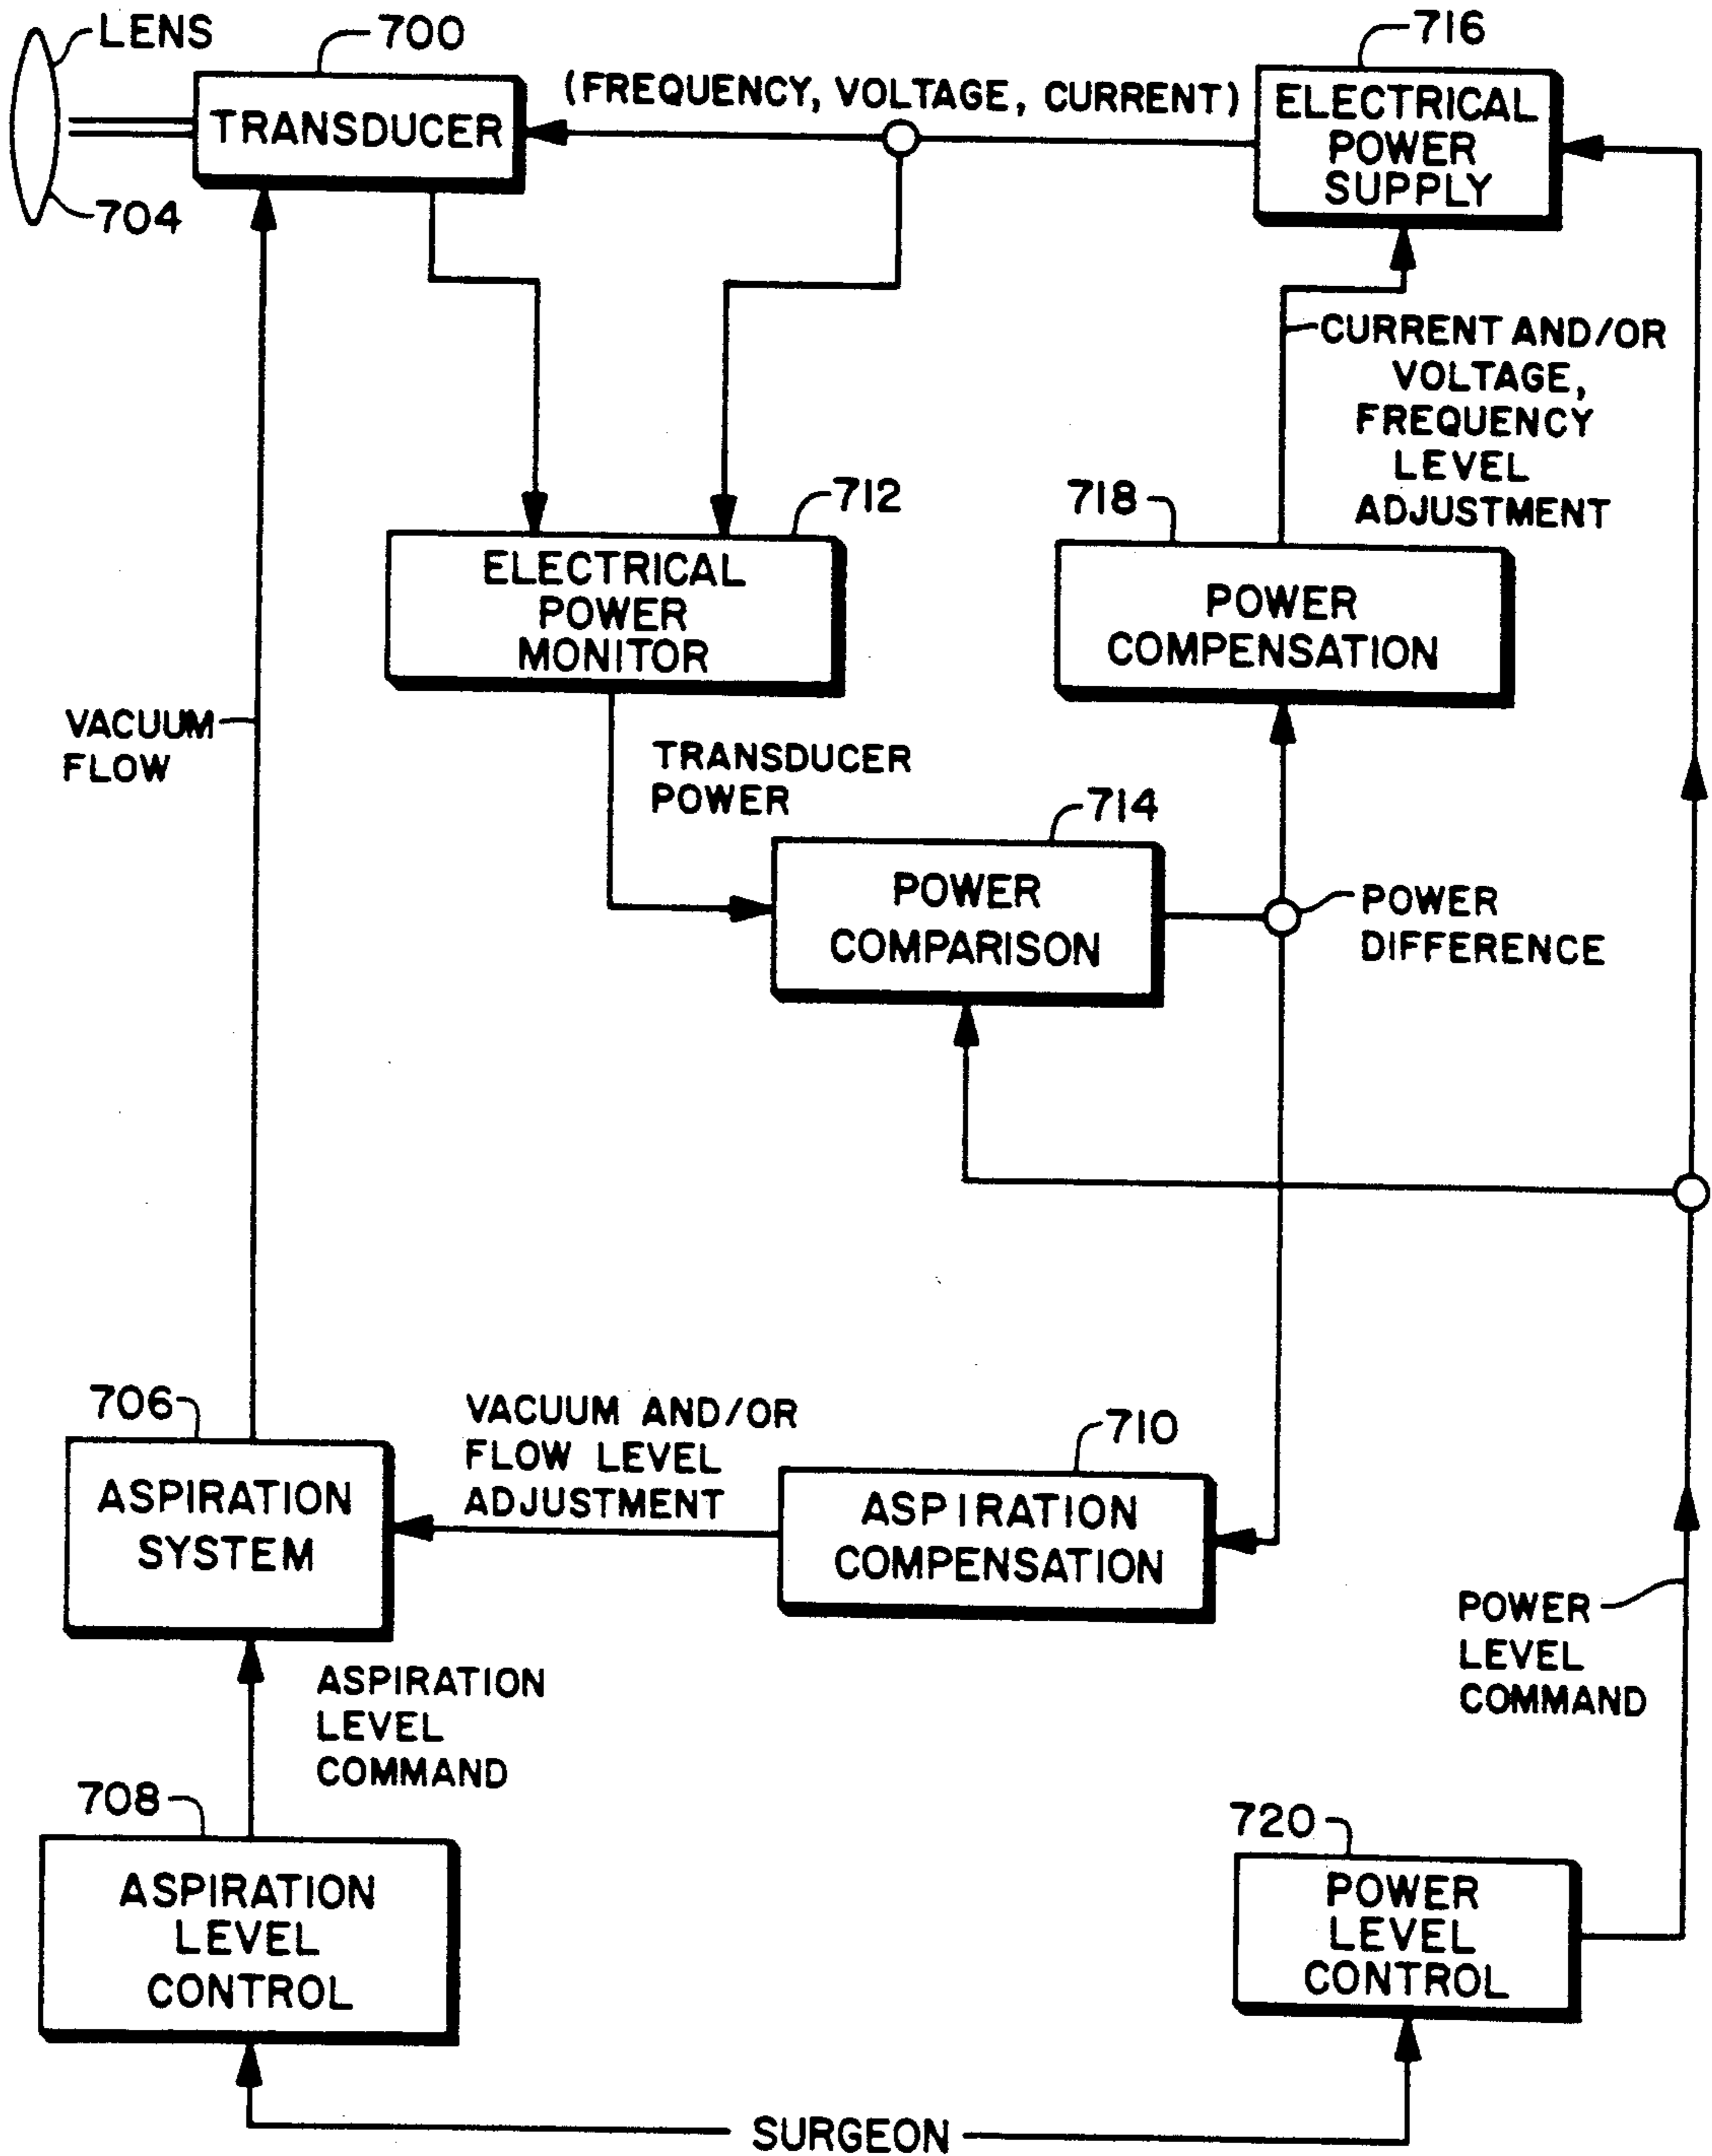 LENS
700
716
TRANSDUCER
(FREQUENCY, VOLTAGE, CURRENT)
ELECTRICAL
POWER
SUPPLY
704
CURRENT AND/OR
VOLTAGE,
FREQUENCY
LEVEL
ADJUSTMENT
712
ELECTRICAL
POWER
MONITOR
718
POWER
COMPENSATION
VACUUM
FLOW
TRANSDUCER
POWER
714
POWER
COMPARISON
POWER
DIFFERENCE
706
ASPIRATION
SYSTEM
VACUUM AND/OR
FLOW LEVEL
ADJUSTMENT
710
ASPIRATION
COMPENSATION
POWER
LEVEL
COMMAND
ASPIRATION
LEVEL
COMMAND
708
ASPIRATION
LEVEL
CONTROL
720
POWER
LEVEL
CONTROL
SURGEON